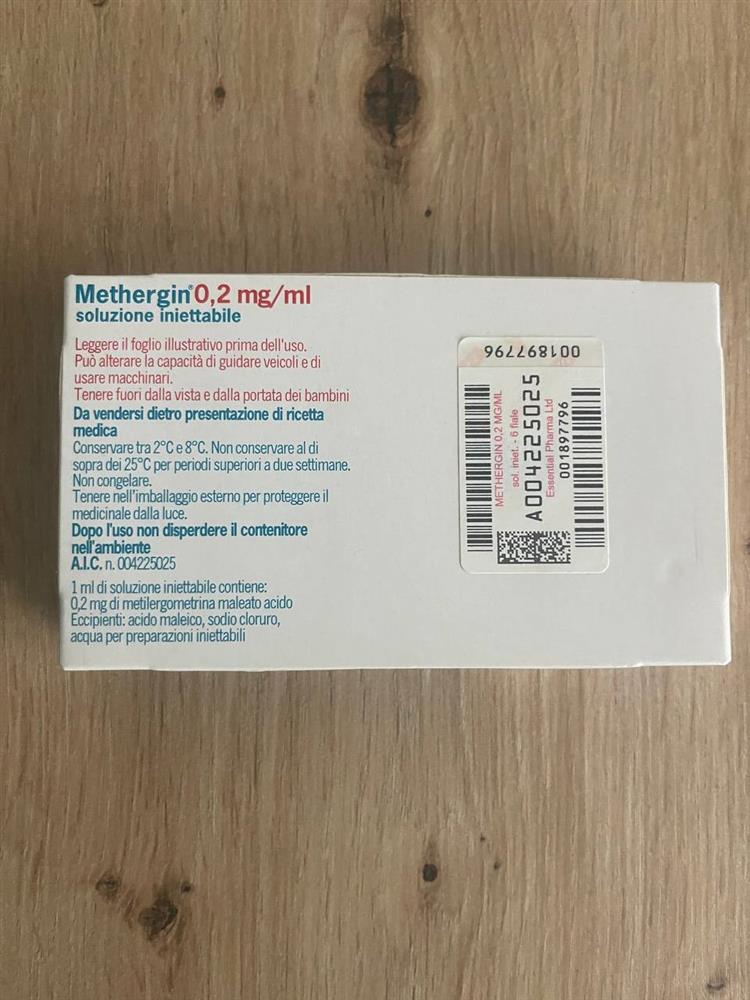 Methergin® 0,2 mg/ml
soluzione iniettabile
Leggere il foglio illustrativo prima dell'uso.
Può alterare la capacità di guidare veicoli e di
usare macchinari.
Tenere fuori dalla vista e dalla portata dei bambini
Da vendersi dietro presentazione di ricetta
medica
Conservare tra 2°C e 8°C. Non conservare al di
sopra dei 25°C per periodi superiori a due settimane.
Non congelare.
Tenere nell'imballaggio esterno per proteggere il
medicinale dalla luce.
Dopo l'uso non disperdere il contenitore
nell'ambiente
A.I.C. n. 004225025
1 ml di soluzione iniettabile contiene:
0,2 mg di metilergometrina maleato acido
Eccipienti: acido maleico, sodio cloruro,
acqua per preparazioni iniettabili
001897796
METHERGIN 0,2 MG/ML
sol. iniet. - 6 fiale
A004225025
Essential Pharma Ltd
001897796